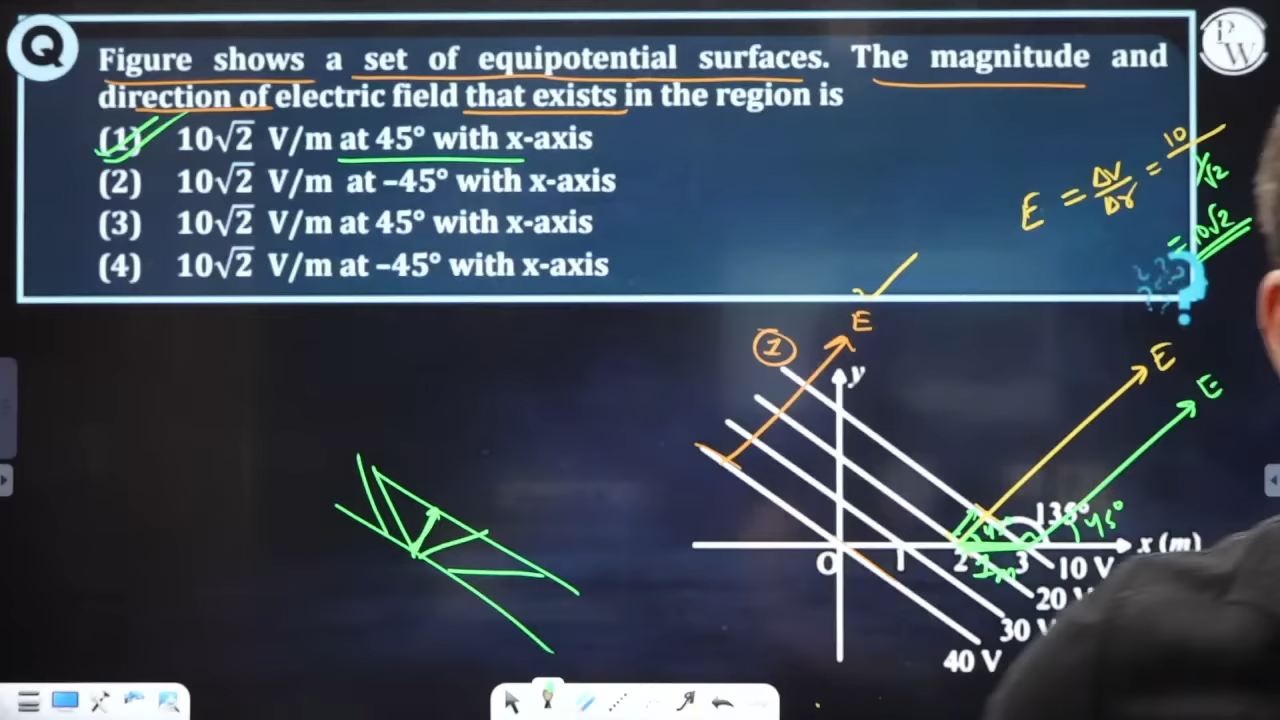 Q
Figure shows a set of equipotential surfaces. The magnitude and
direction of electric field that exists in the region is
(1) 10√2 V/m at 45° with x-axis
(2) 10√2 V/m at –45° with x-axis
(3) 10√2 V/m at 45° with x-axis
(4) 10√2 V/m at –45° with x-axis
P
W
E = ΔV/Δr = 10/1/√2
= 10√2
???
?
1
E
y
E
E
135°
45°
O
1
2
3
x (m)
1m
10 V
20 V
30 V
40 V